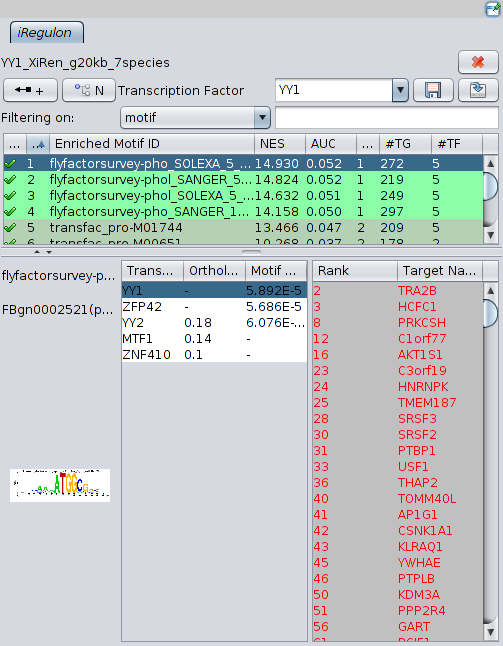 iRegulon
YY1_XiRen_g20kb_7species
+ N Transcription Factor YY1
Filtering on: motif
... .. Enriched Motif ID NES AUC ... #TG #TF
1 flyfactorsurvey-pho_SOLEXA_5_... 14.930 0.052 1 272 5
2 flyfactorsurvey-phol_SANGER_5... 14.824 0.052 1 219 5
3 flyfactorsurvey-phol_SOLEXA_5... 14.632 0.051 1 249 5
4 flyfactorsurvey-pho_SANGER_1... 14.158 0.050 1 297 5
5 transfac_pro-M01744 13.466 0.047 2 209 5
6 transfac_pro-M00651 10.268 0.037 2 178 2
flyfactorsurvey-p...
FBgn0002521(p...
ATGGC
Trans... Orthol... Motif ...
YY1 - 5.892E-5
ZFP42 - 5.686E-5
YY2 0.18 6.076E-...
MTF1 0.14 -
ZNF410 0.1 -
Rank Target Na...
2 TRA2B
3 HCFC1
8 PRKCSH
12 C1orf77
16 AKT1S1
23 C3orf19
24 HNRNPK
25 TMEM187
28 SRSF3
30 SRSF2
31 PTBP1
33 USF1
36 THAP2
40 TOMM40L
41 AP1G1
42 CSNK1A1
43 KLRAQ1
45 YWHAE
46 PTPLB
50 KDM3A
51 PPP2R4
56 GART